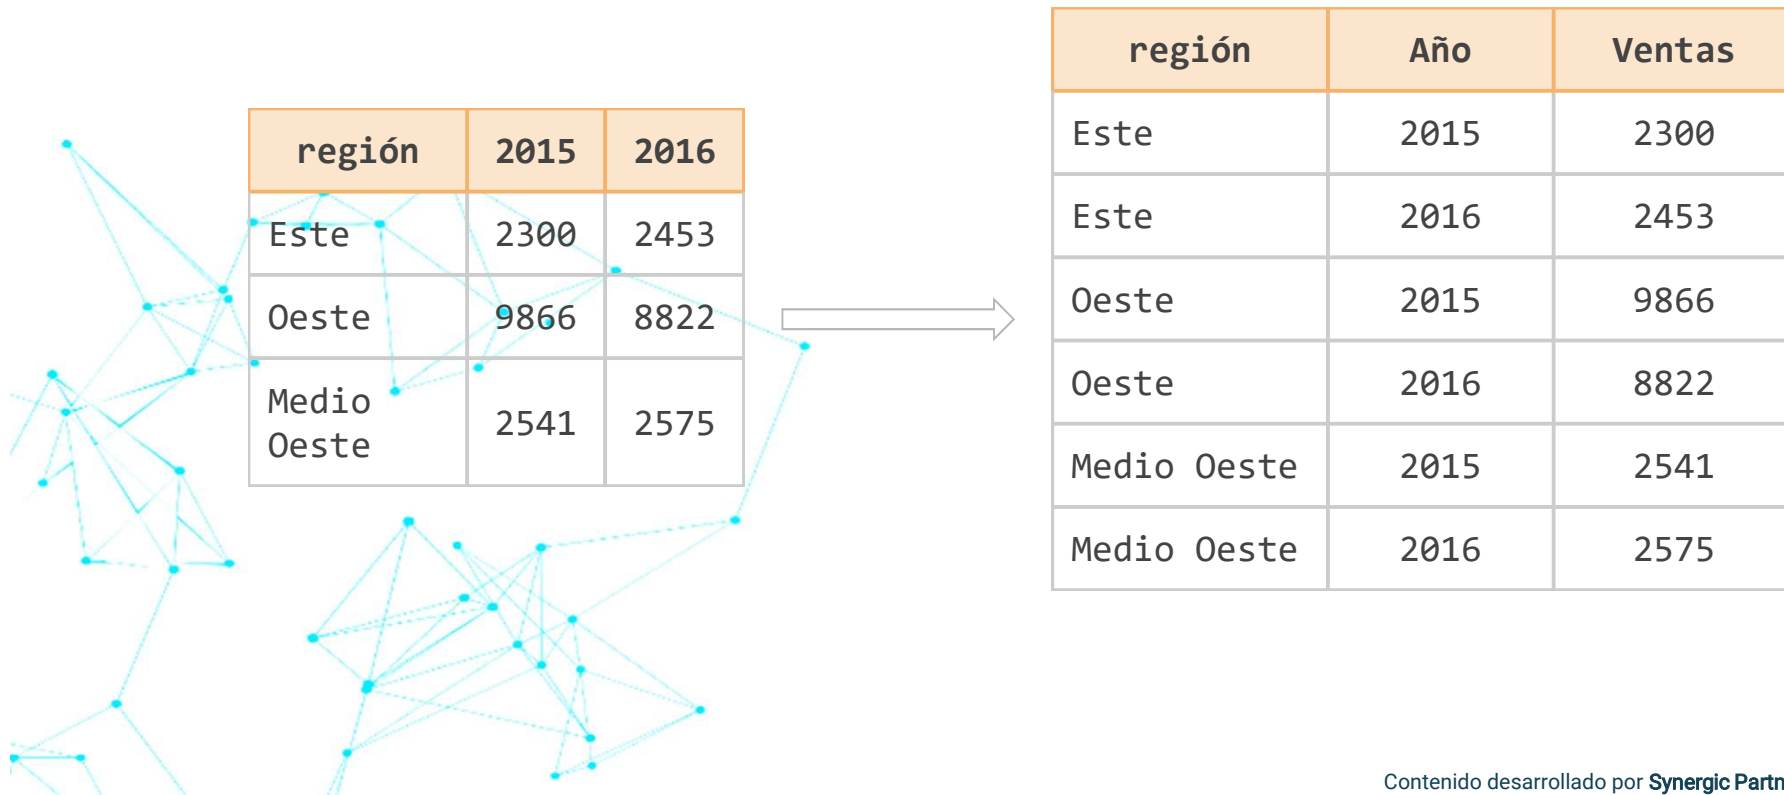 región 2015 2016
Este 2300 2453
Oeste 9866 8822
Medio
Oeste 2541 2575
región Año Ventas
Este 2015 2300
Este 2016 2453
Oeste 2015 9866
Oeste 2016 8822
Medio Oeste 2015 2541
Medio Oeste 2016 2575
Contenido desarrollado por Synergic Partn